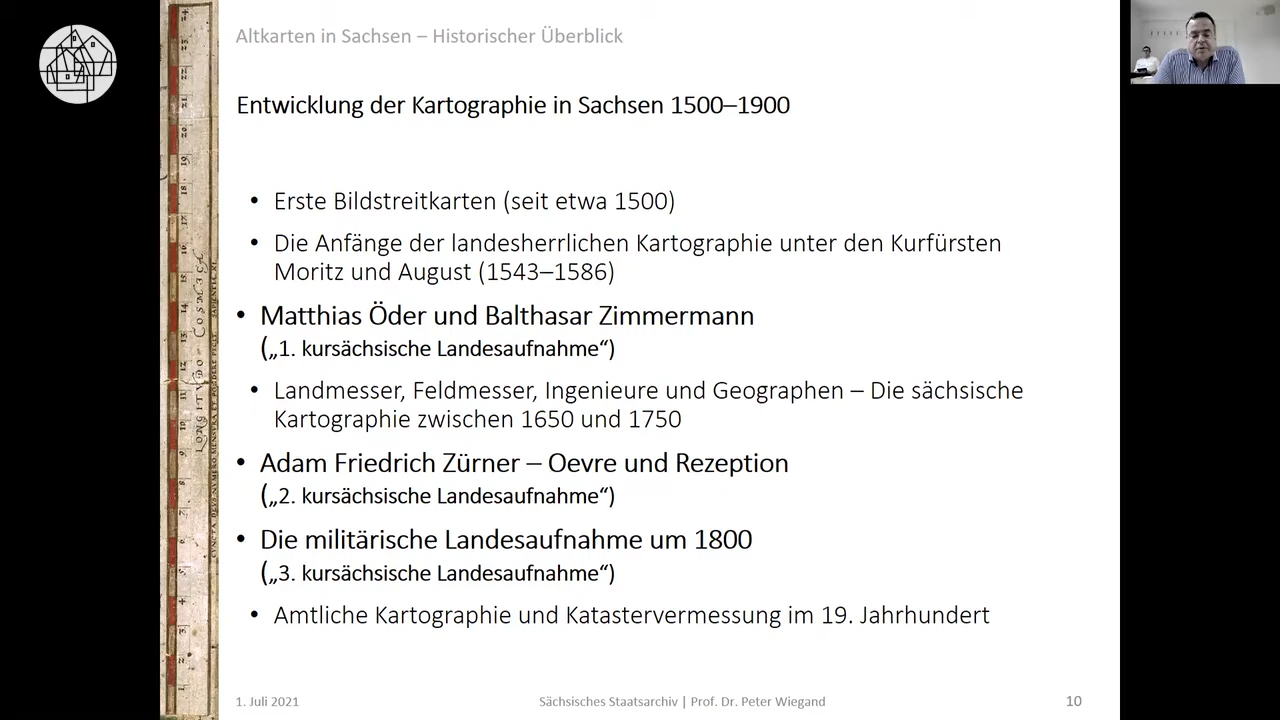 Altkarten in Sachsen – Historischer Überblick
Entwicklung der Kartographie in Sachsen 1500–1900
• Erste Bildstreitkarten (seit etwa 1500)
• Die Anfänge der landesherrlichen Kartographie unter den Kurfürsten
Moritz und August (1543–1586)
• Matthias Öder und Balthasar Zimmermann
(„1. kursächsische Landesaufnahme“)
• Landmesser, Feldmesser, Ingenieure und Geographen – Die sächsische
Kartographie zwischen 1650 und 1750
• Adam Friedrich Zürner – Oevre und Rezeption
(„2. kursächsische Landesaufnahme“)
• Die militärische Landesaufnahme um 1800
(„3. kursächsische Landesaufnahme“)
• Amtliche Kartographie und Katastervermessung im 19. Jahrhundert
1. Juli 2021
Sächsisches Staatsarchiv | Prof. Dr. Peter Wiegand
10